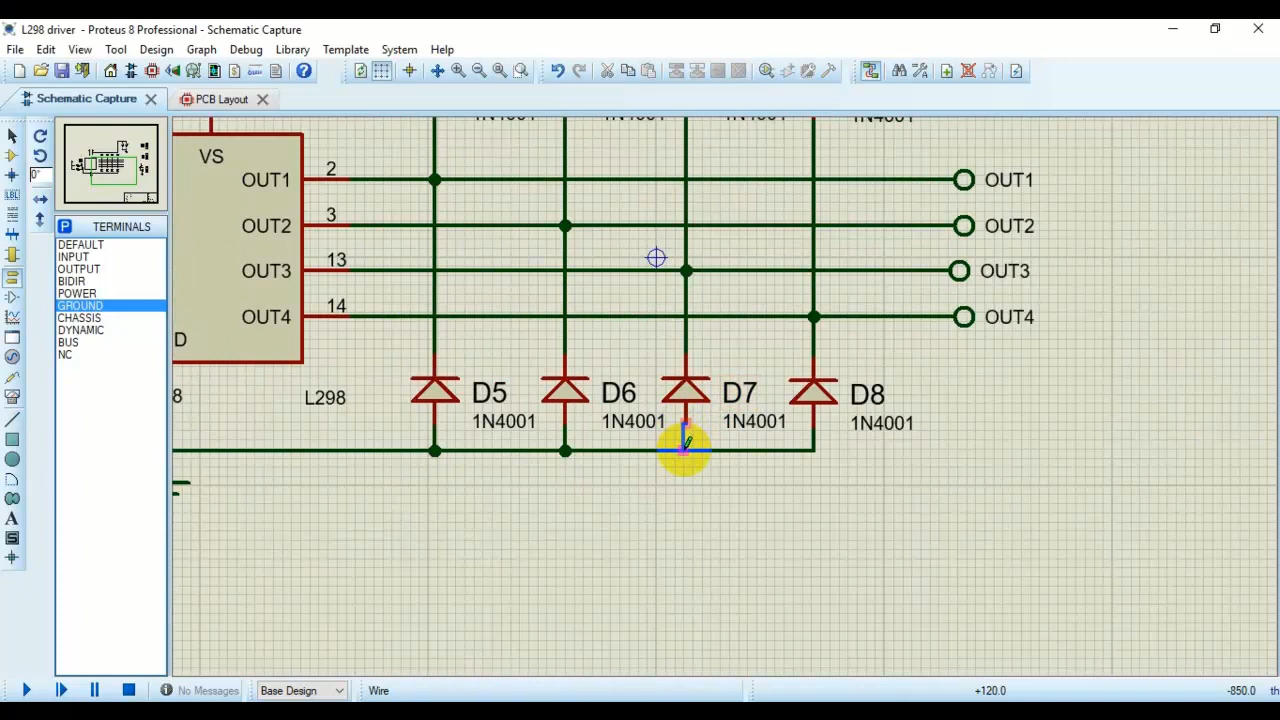 L298 driver - Proteus 8 Professional - Schematic Capture
File Edit View Tool Design Graph Debug Library Template System Help
Schematic Capture PCB Layout
1N4001 1N4001 1N4001 1N4001
0°
LBL
P TERMINALS
DEFAULT
INPUT
OUTPUT
BIDIR
POWER
GROUND
CHASSIS
DYNAMIC
BUS
NC
A
S
VS
OUT1 2 OUT1
OUT2 3 OUT2
OUT3 13 OUT3
OUT4 14 OUT4
D
8 L298
D5 D6 D7 D8
1N4001 1N4001 1N4001 1N4001
No Messages Base Design Wire +120.0 -850.0 th